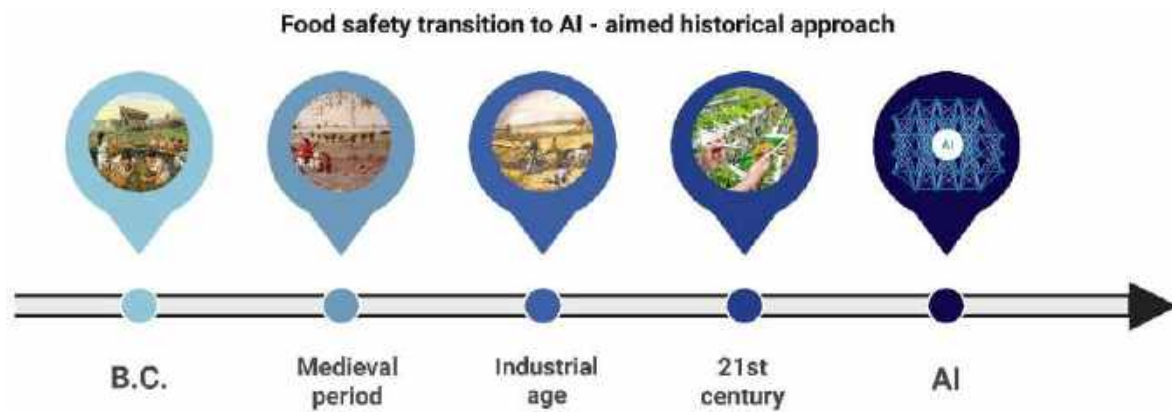 Food safety transition to AI - aimed historical approach
AI
B.C.
Medieval
period
Industrial
age
21st
century
AI